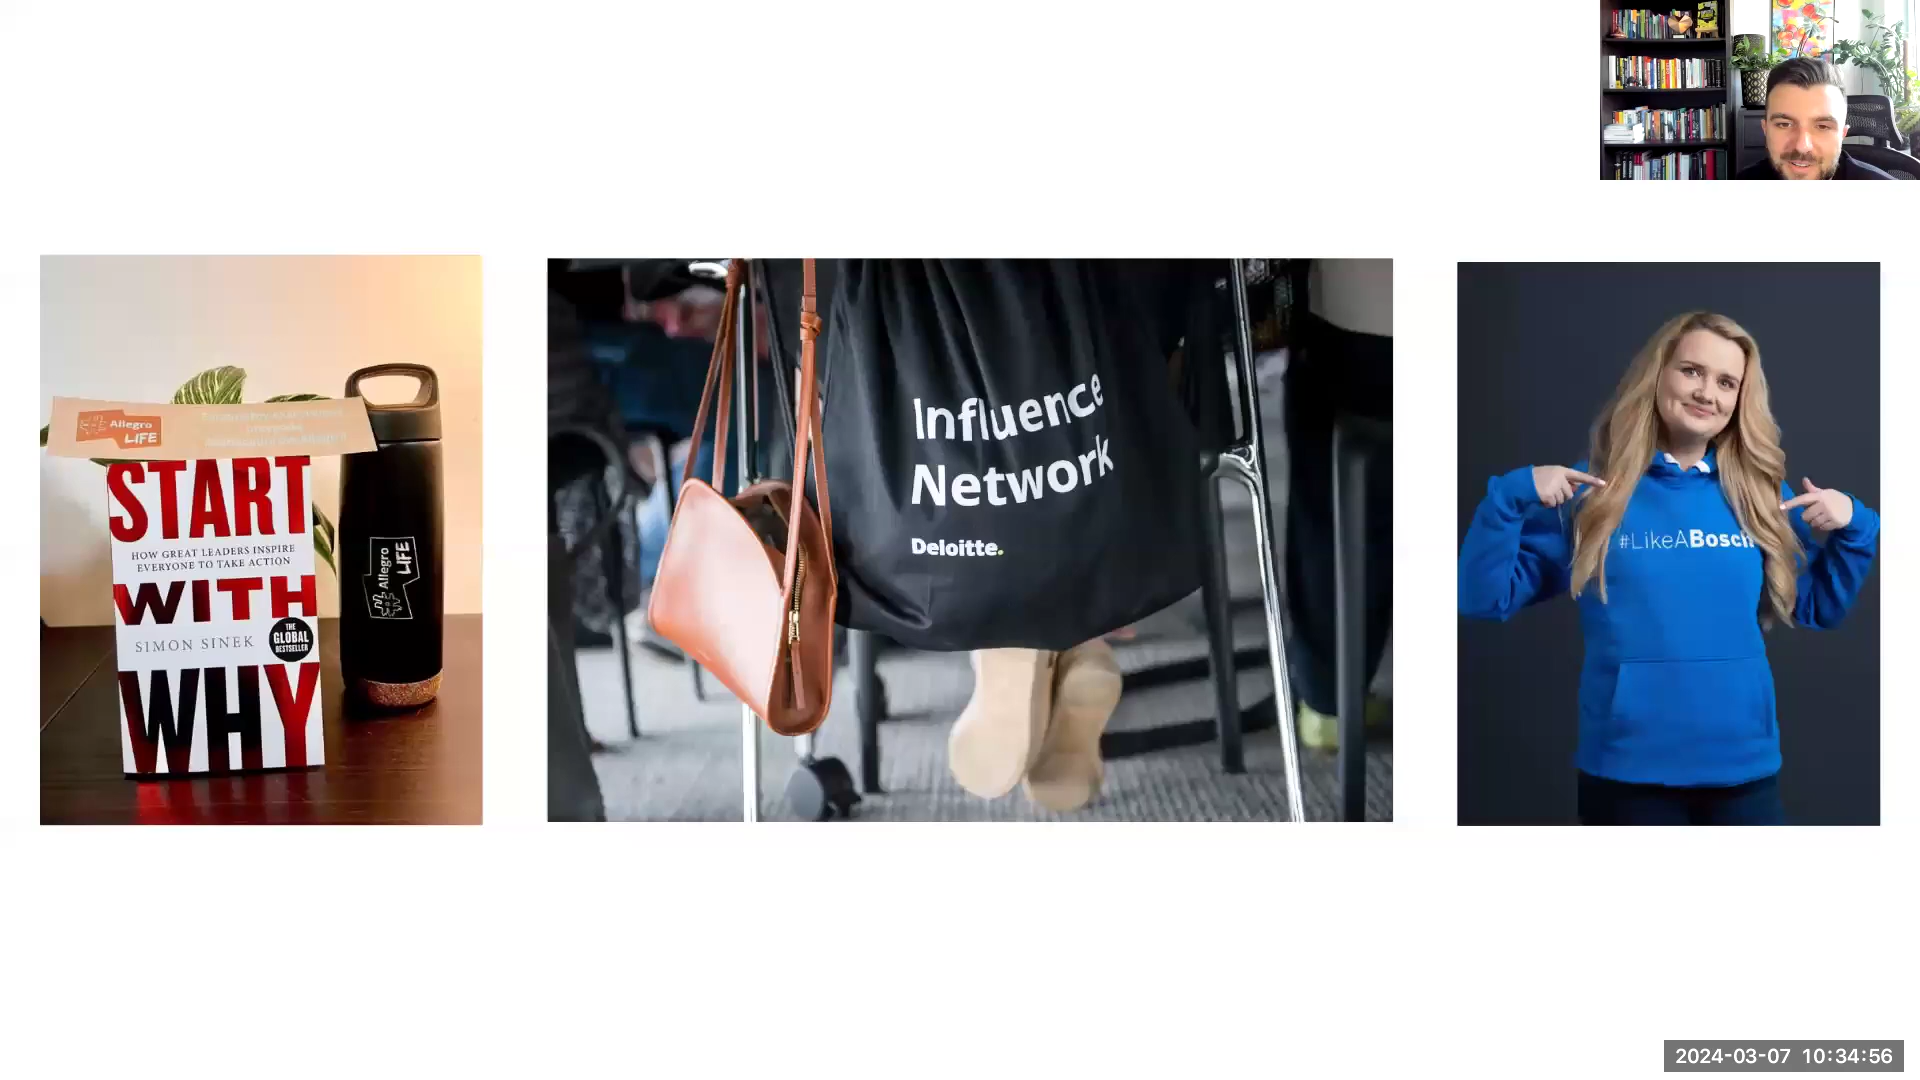 Allegro
LIFE
START
HOW GREAT LEADERS INSPIRE
EVERYONE TO TAKE ACTION
WITH
SIMON SINEK
THE
GLOBAL
BESTSELLER
WHY
Allegro
LIFE
Influence
Network
Deloitte.
#LikeABosch
2024-03-07 10:34:56